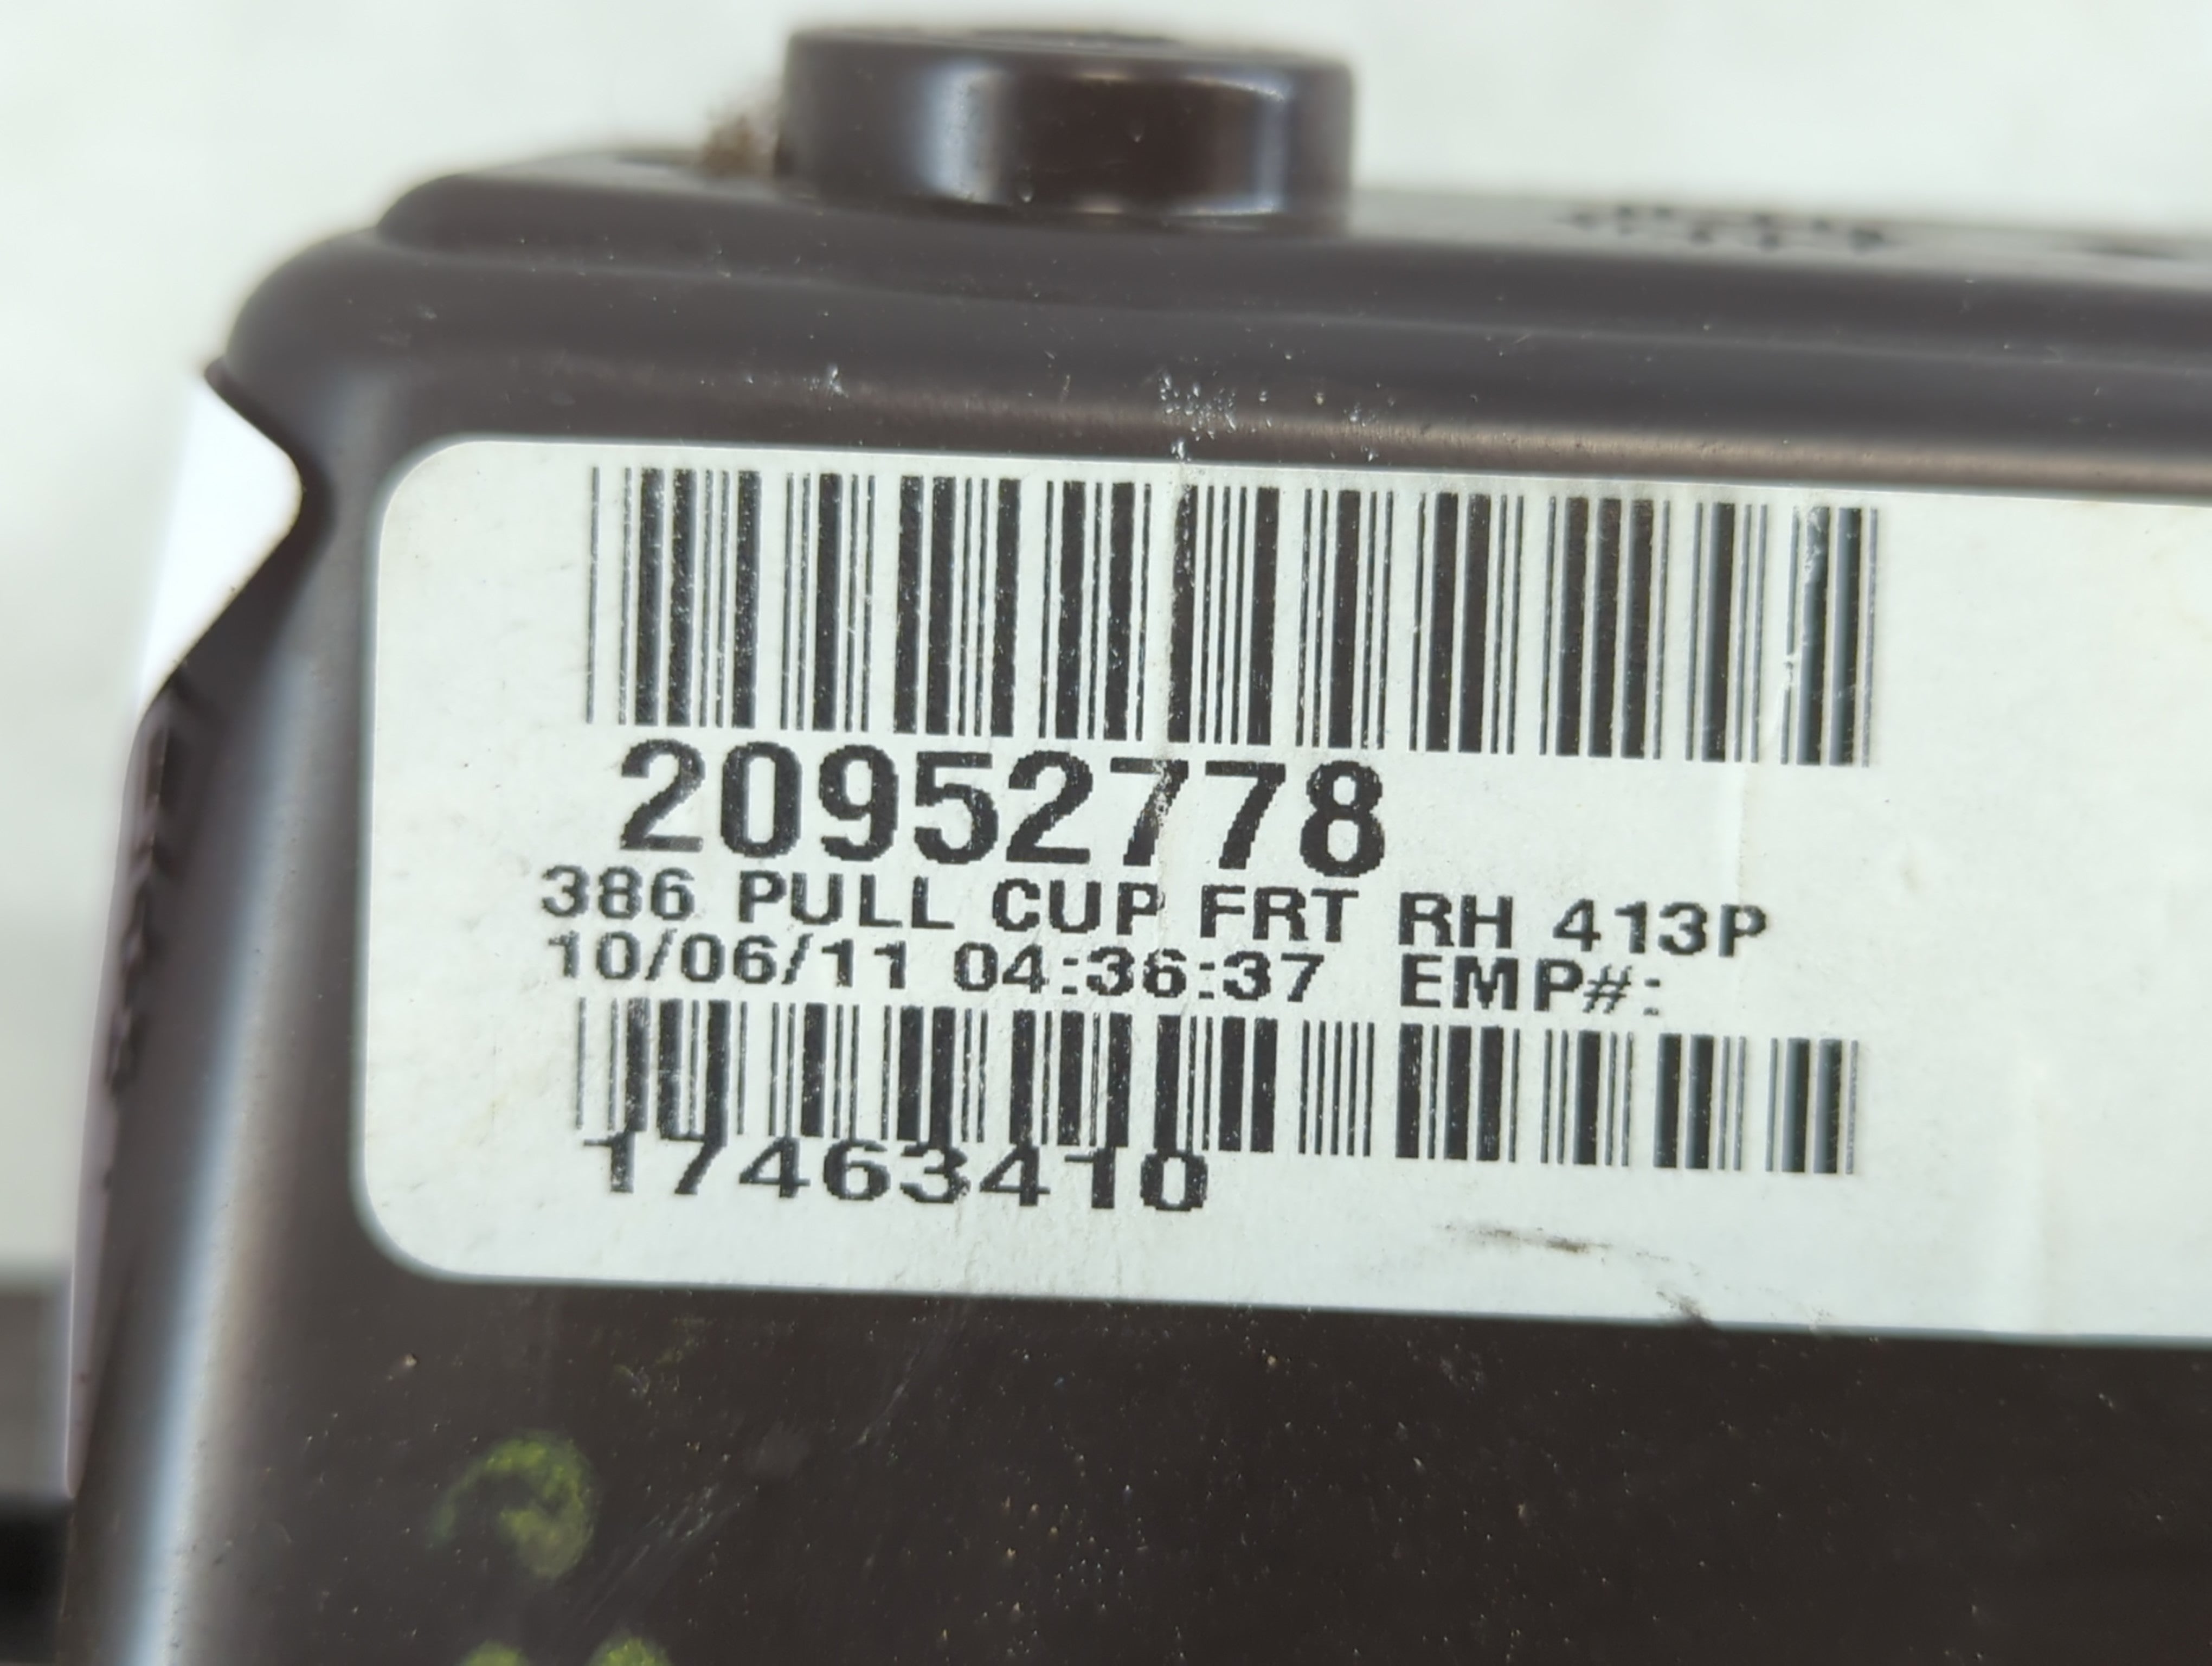 20952778
386 PULL CUP FRT RH 413P
10/06/11 04:36:37 EMP#:
17463410